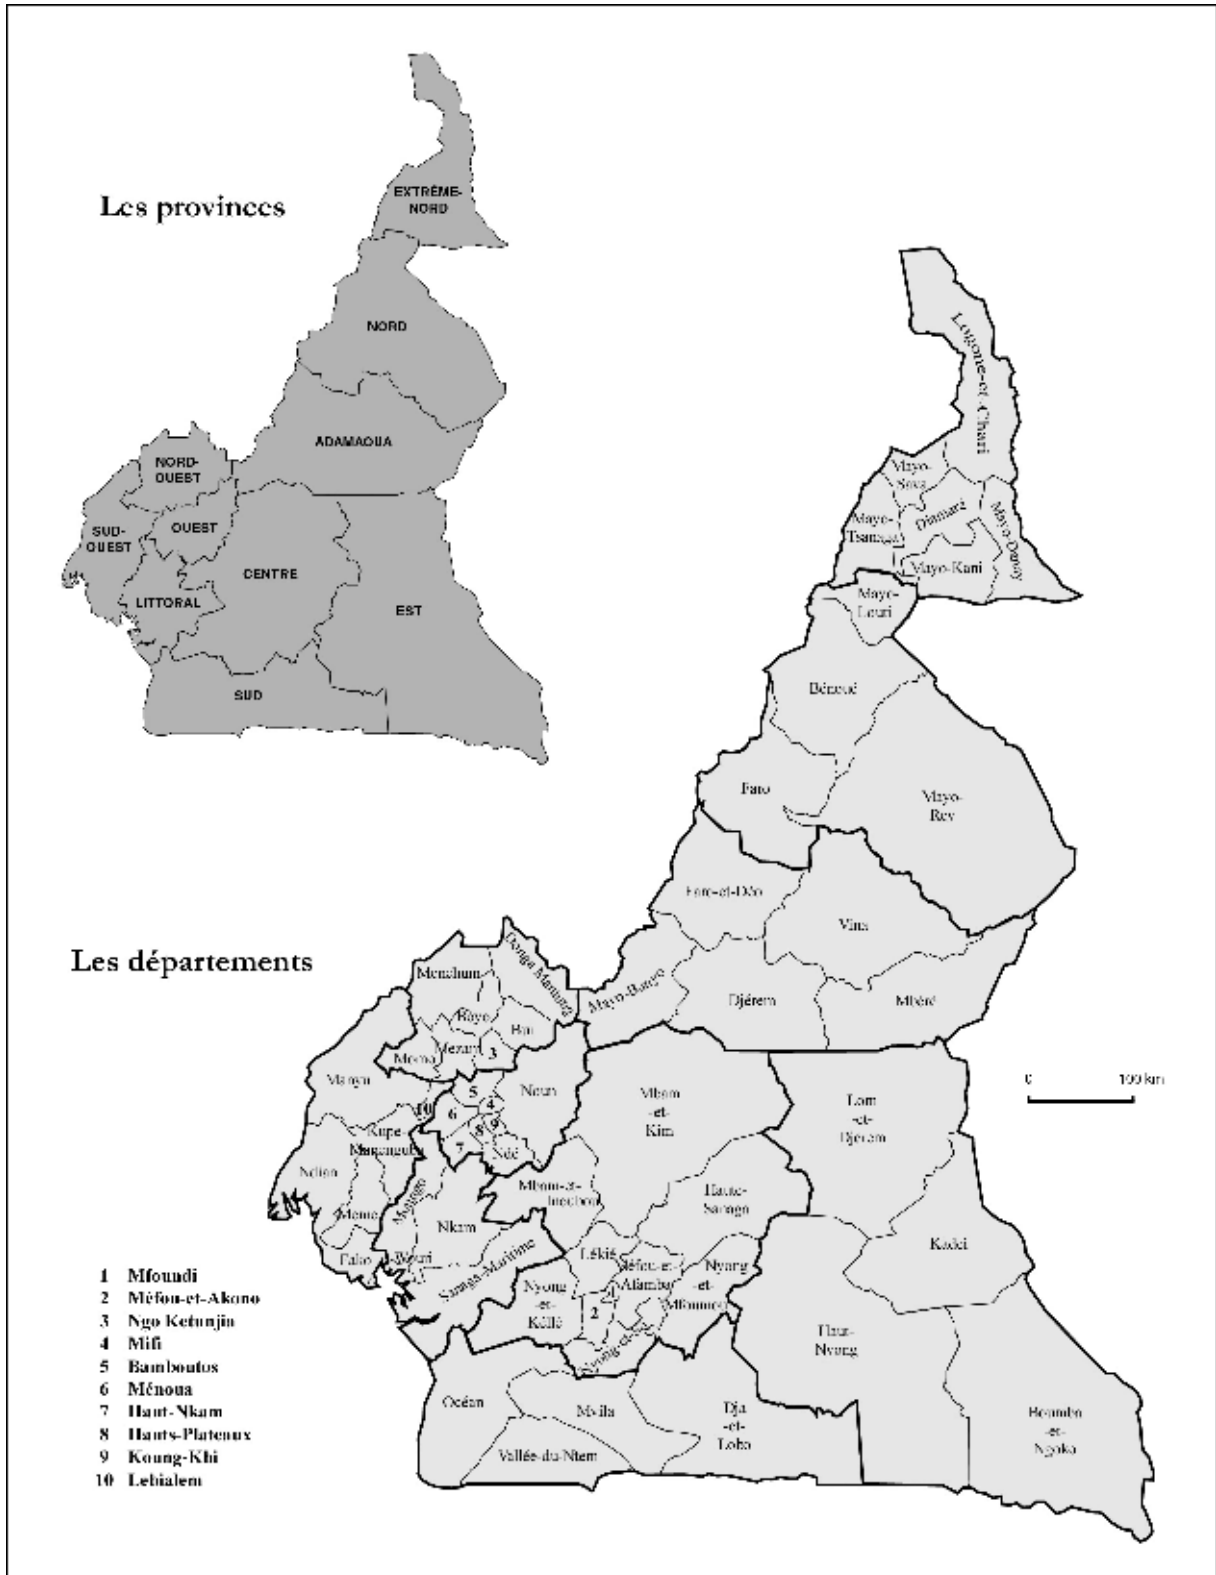 Les provinces
EXTRÊME-
NORD
NORD
ADAMAOUA
NORD-
OUEST
SUD-
OUEST
OUEST
CENTRE
LITTORAL
EST
SUD
Les départements
Logone-et-Chari
Mayo-
Sava
Diamaré
Mayo-
Tsanaga
Mayo-Danay
Mayo-Kani
Mayo-
Louti
Bénoué
Faro
Mayo-
Rey
Faro-et-Déo
Vina
Mayo-Banyo
Djérem
Mbéré
Donga-Mantung
Menchum
Boyo
Bui
Momo
Mezam
3
Manyu
Noun
5
10
6
4
8
9
7
Ndé
Kupe-
Manenguba
Ndian
Meme
Fako
Moungo
Nkam
Wouri
Sanaga-Maritime
Mbam
-et-
Kim
Mbam-et-
Inoubou
Haute-
Sanaga
Lékié
Méfou-et-
Afamba
Nyong
-et-
Mfoumou
Nyong
-et-
Kéllé
1
2
Nyong-et-So
Lom
-et-
Djerem
Kadei
Haut-
Nyong
Boumba
-et-
Ngoko
Océan
Mvila
Vallée-du-Ntem
Dja
-et-
Lobo
0 100 km
1 Mfoundi
2 Méfou-et-Akono
3 Ngo Ketunjia
4 Mifi
5 Bamboutos
6 Ménoua
7 Haut-Nkam
8 Hauts-Plateaux
9 Koung-Khi
10 Lebialem